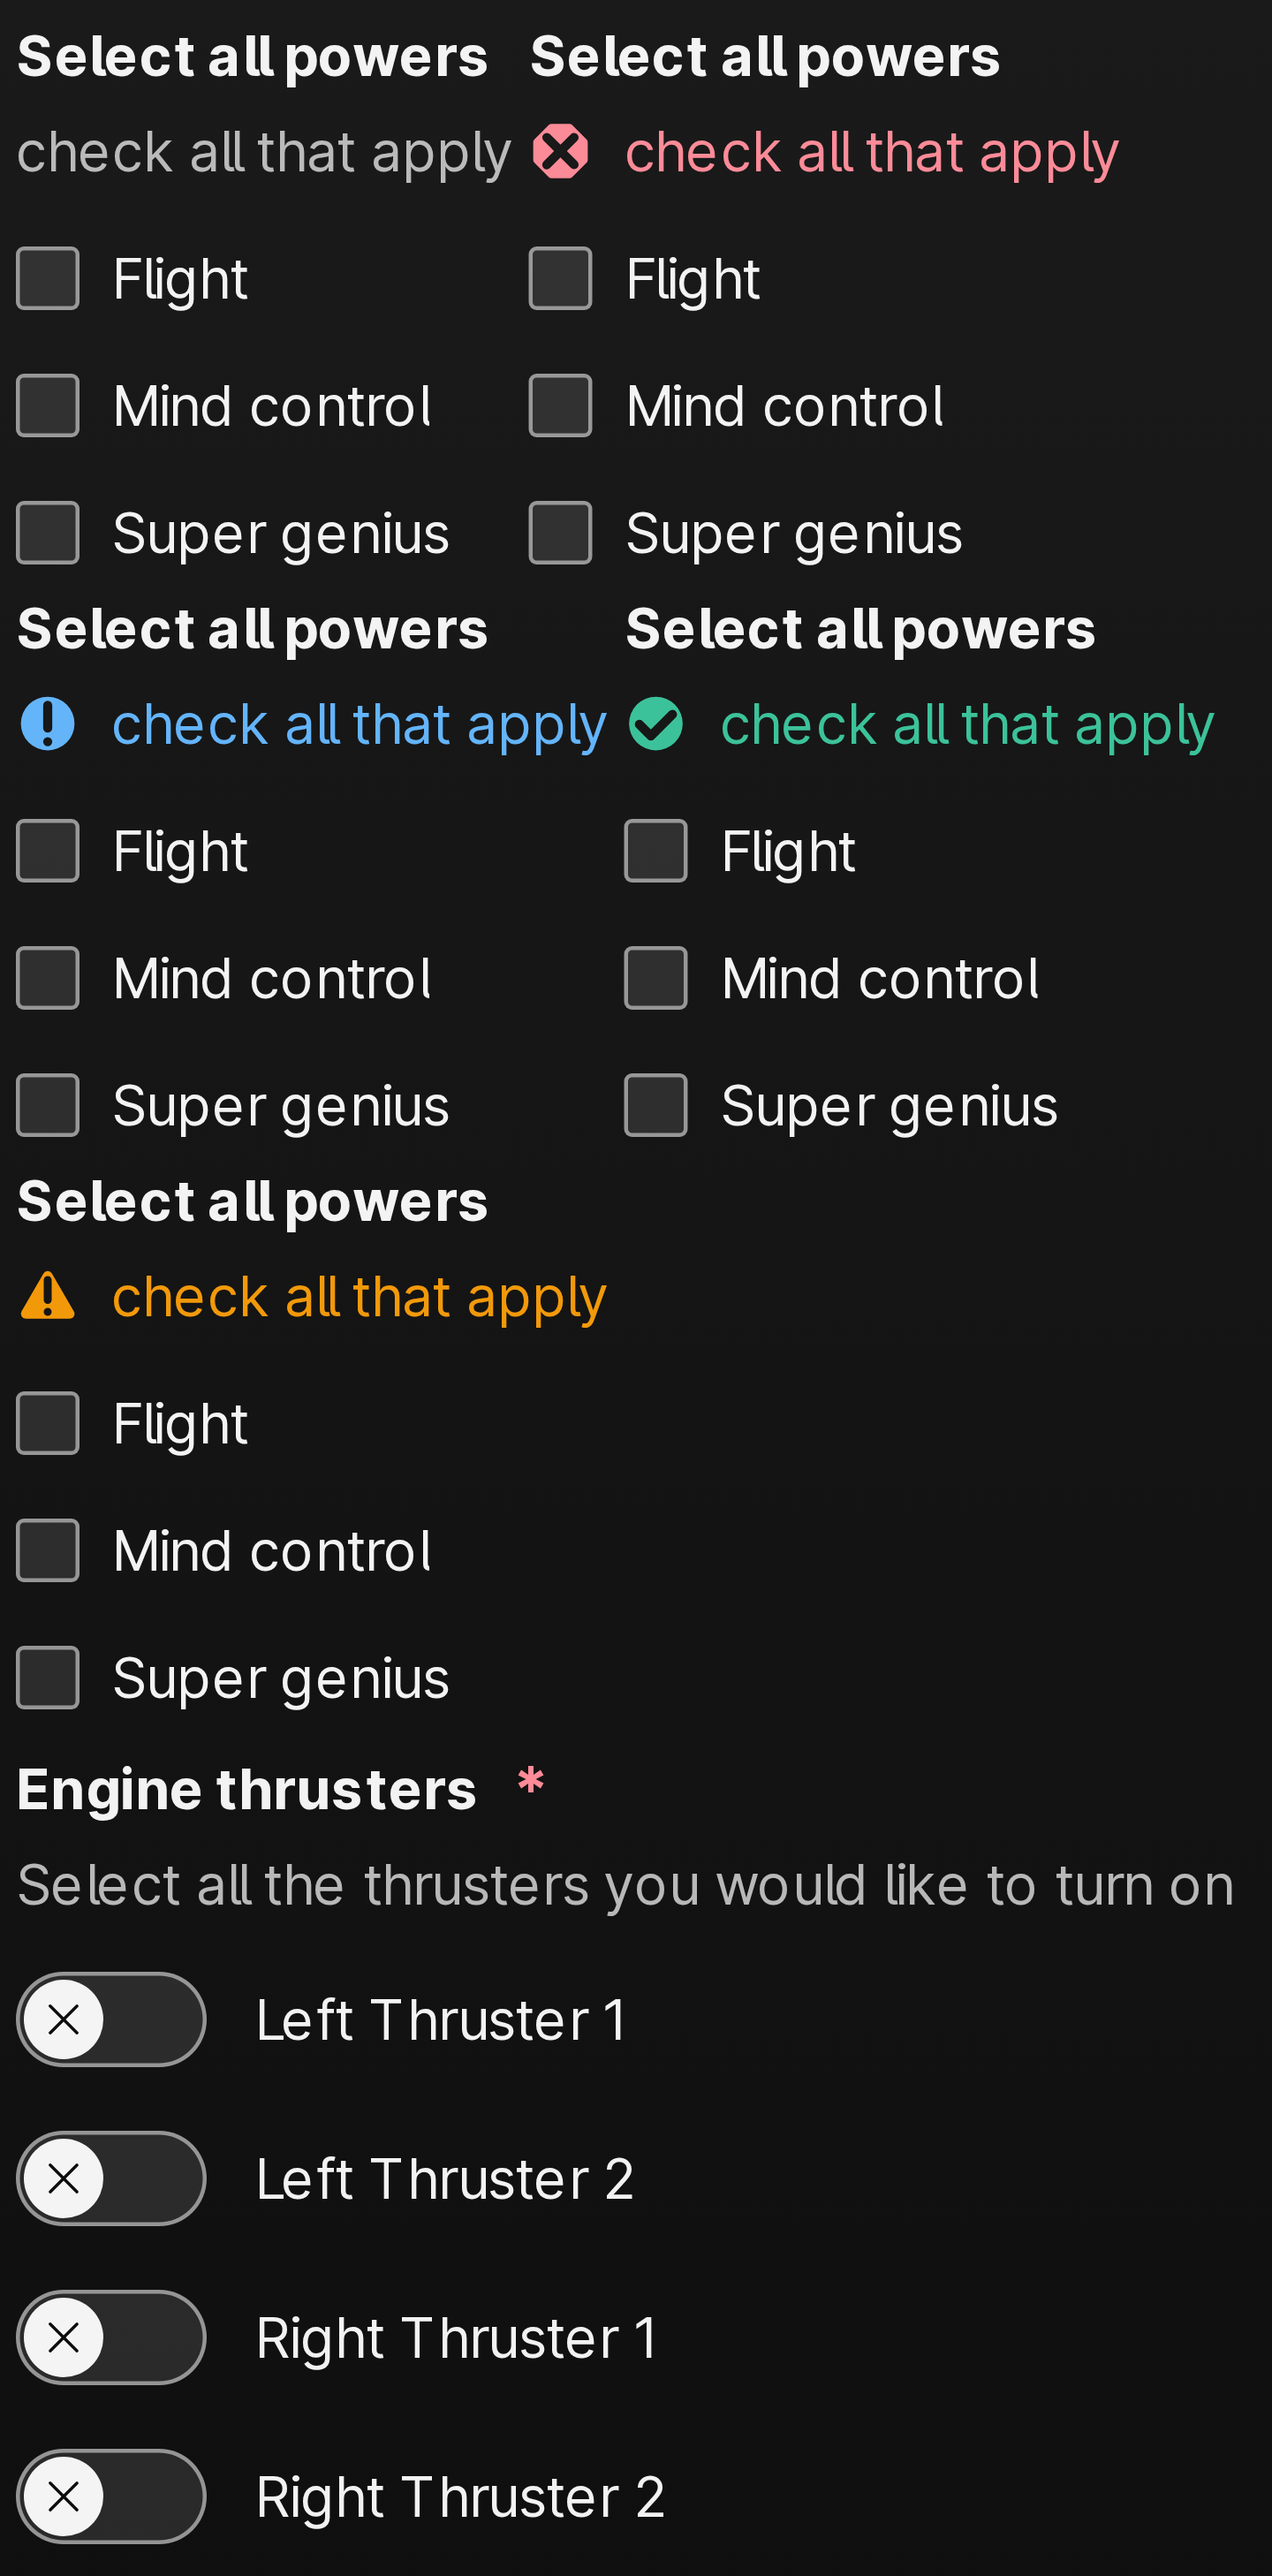 Select all powers
check all that apply
Flight
Mind control
Super genius
Select all powers
check all that apply
Flight
Mind control
Super genius
Select all powers
check all that apply
Flight
Mind control
Super genius
Select all powers
check all that apply
Flight
Mind control
Super genius
Select all powers
check all that apply
Flight
Mind control
Super genius
Engine thrusters *
Select all the thrusters you would like to turn on
Left Thruster 1
Left Thruster 2
Right Thruster 1
Right Thruster 2